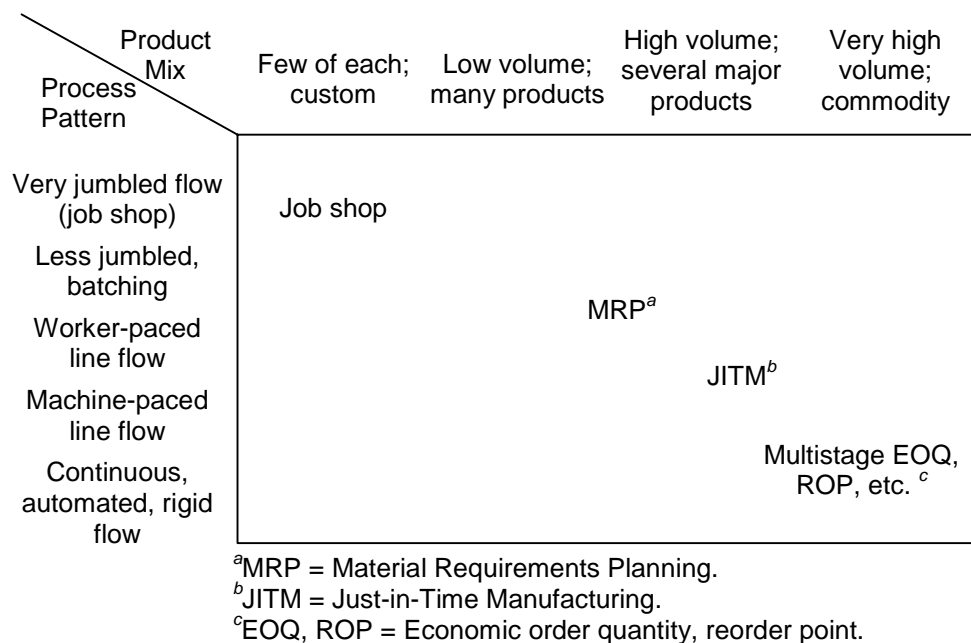 Product
Mix
Process
Pattern
Few of each;
custom
Low volume;
many products
High volume;
several major
products
Very high
volume;
commodity
Very jumbled flow
(job shop)
Job shop
Less jumbled,
batching
MRPᵃ
Worker-paced
line flow
JITMᵇ
Machine-paced
line flow
Multistage EOQ,
ROP, etc. ᶜ
Continuous,
automated, rigid
flow
ᵃMRP = Material Requirements Planning.
ᵇJITM = Just-in-Time Manufacturing.
ᶜEOQ, ROP = Economic order quantity, reorder point.